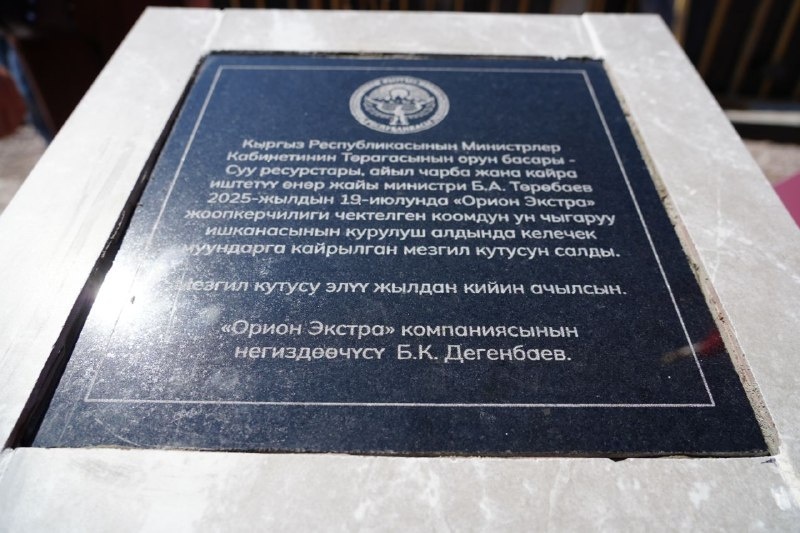 Кыргыз Республикасынын Министрлер
Кабинетинин Төрагасынын орун басары -
Суу ресурстары, айыл чарба жана кайра
иштетүү өнөр жайы министри Б.А. Төрөбаев
2025-жылдын 19-июлунда «Орион Экстра»
жоопкерчилиги чектелген коомдун ун чыгаруу
ишканасынын курулуш алдында келечек
муундарга кайрылган мезгил кутусун салды.
Мезгил кутусу элүү жылдан кийин ачылсын.
«Орион Экстра» компаниясынын
негиздөөчүсү Б.К. Дегенбаев.